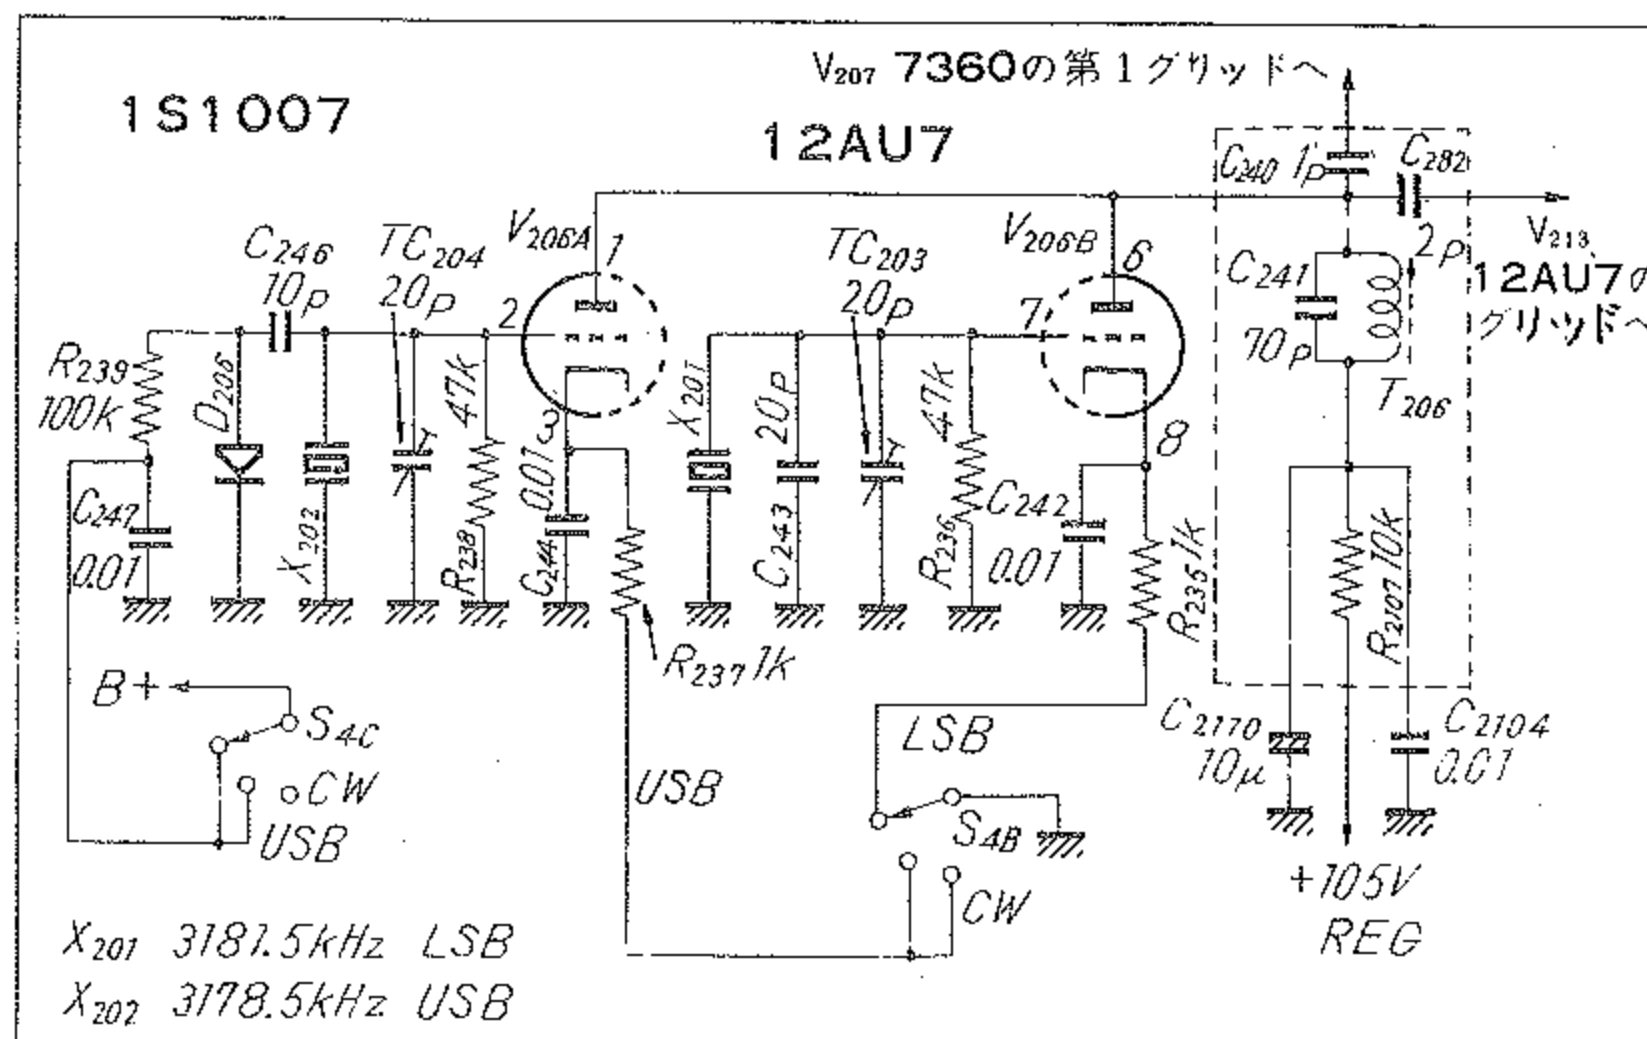 V207 7360の第1グリッドへ
1S1007
12AU7
C240 1p
C282
2p
V213
12AU7の
グリッドへ
V206A
1
TC204
20p
C246
10p
2
R239
100k
D206
X202
47k
R238
3
0.01
C244
C247
0.01
R237 1k
V206B
6
TC203
20p
7
X201
20p
C243
47k
R236
C242
0.01
8
R235 1k
C241
70p
T206
R2107 10k
C2170
10μ
C2104
0.01
+105V
REG
B+
S4C
CW
USB
USB
LSB
S4B
CW
X201 3181.5kHz LSB
X202 3178.5kHz USB